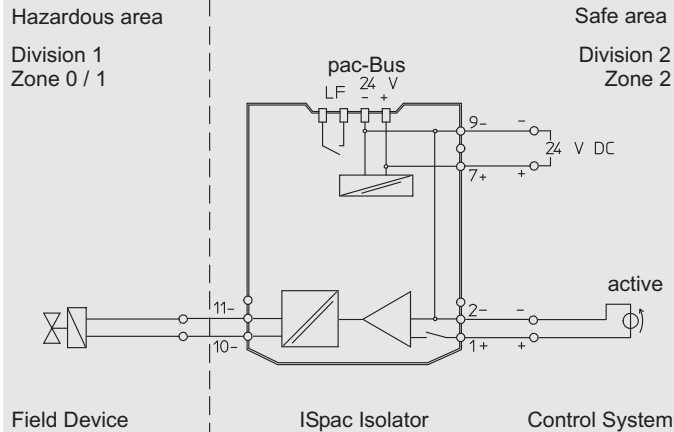 Hazardous area
Safe area
Division 1
Zone 0 / 1
Division 2
Zone 2
pac-Bus
LF 24 V
- +
9- -
24 V DC
7+ +
active
11-
2- -
10-
1+ +
Field Device
ISpac Isolator
Control System